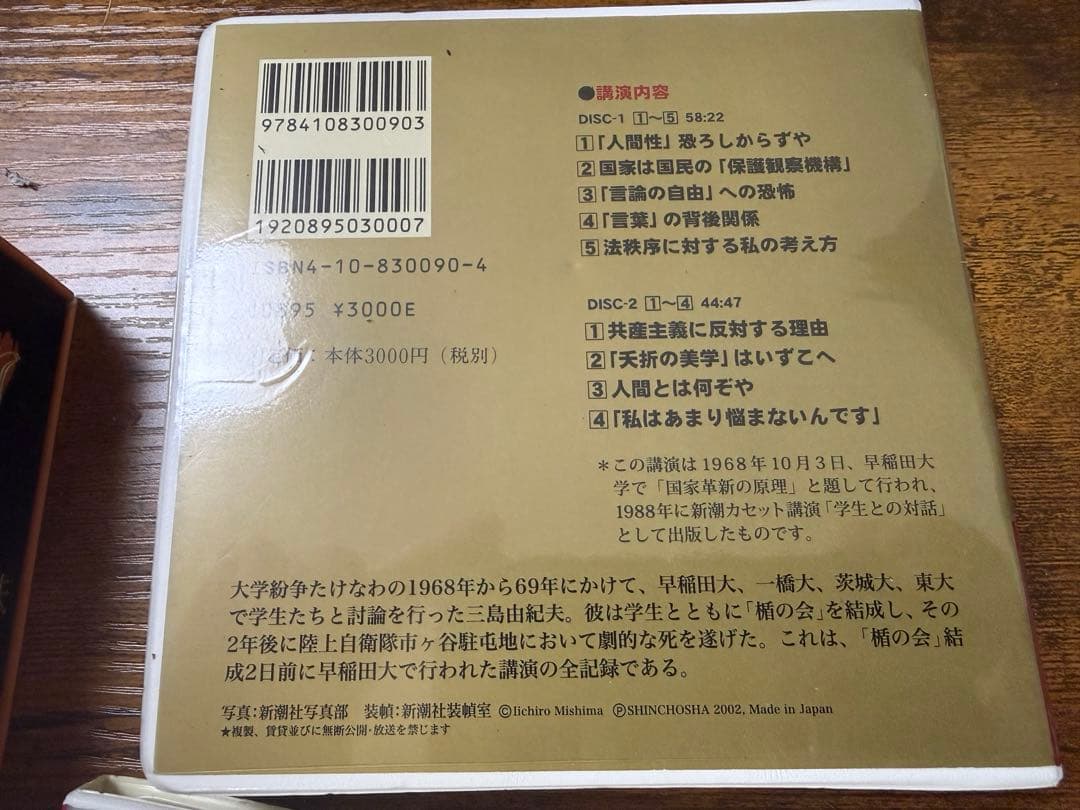 9784108300903
1920895030007
ISBN4-10-830090-4
C0895 ¥3000E
定価：本体3000円（税別）
●講演内容
DISC-1 1〜5 58:22
1「人間性」恐ろしからずや
2 国家は国民の「保護観察機構」
3「言論の自由」への恐怖
4「言葉」の背後関係
5 法秩序に対する私の考え方
DISC-2 1〜4 44:47
1 共産主義に反対する理由
2「夭折の美学」はいずこへ
3 人間とは何ぞや
4「私はあまり悩まないんです」
＊この講演は1968年10月3日、早稲田大
学で「国家革新の原理」と題して行われ、
1988年に新潮カセット講演「学生との対話」
として出版したものです。
大学紛争たけなわの1968年から69年にかけて、早稲田大、一橋大、茨城大、東大
で学生たちと討論を行った三島由紀夫。彼は学生とともに「楯の会」を結成し、その
2年後に陸上自衛隊市ヶ谷駐屯地において劇的な死を遂げた。これは、「楯の会」結
成2日前に早稲田大で行われた講演の全記録である。
写真：新潮社写真部　装幀：新潮社装幀室 ©Iichiro Mishima ℗SHINCHOSHA 2002, Made in Japan
★複製、賃貸並びに無断公開・放送を禁じます